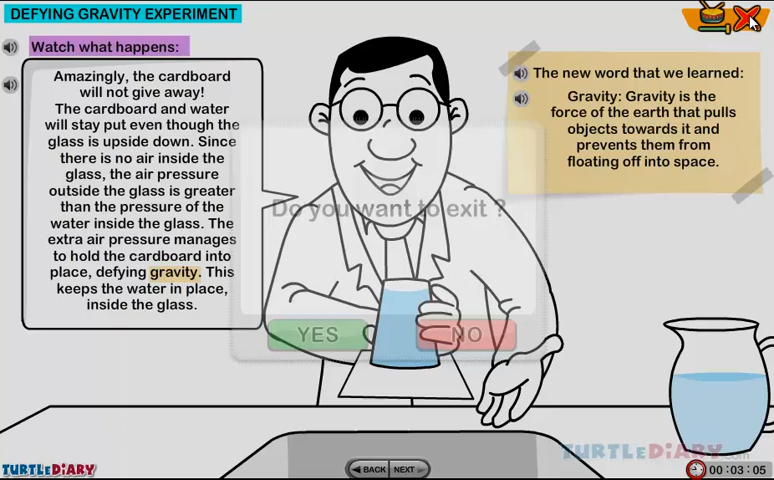 DEFYING GRAVITY EXPERIMENT
Watch what happens:
Amazingly, the cardboard
will not give away!
The cardboard and water
will stay put even though the
glass is upside down. Since
there is no air inside the
glass, the air pressure
outside the glass is greater
than the pressure of the
water inside the glass. The
extra air pressure manages
to hold the cardboard into
place, defying gravity. This
keeps the water in place,
inside the glass.
The new word that we learned:
Gravity: Gravity is the
force of the earth that pulls
objects towards it and
prevents them from
floating off into space.
Do you want to exit ?
YES
NO
TURTLEDIARY.com
TURTLEDIARY
BACK
NEXT
00:03:05